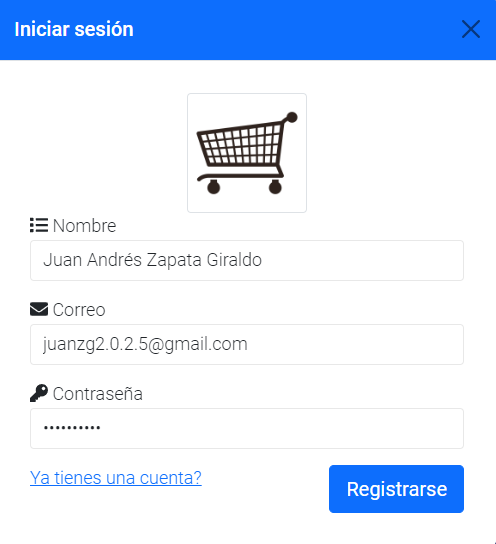 Iniciar sesión
Nombre
Juan Andrés Zapata Giraldo
Correo
juanzg2.0.2.5@gmail.com
Contraseña
••••••••••
Ya tienes una cuenta? Registrarse